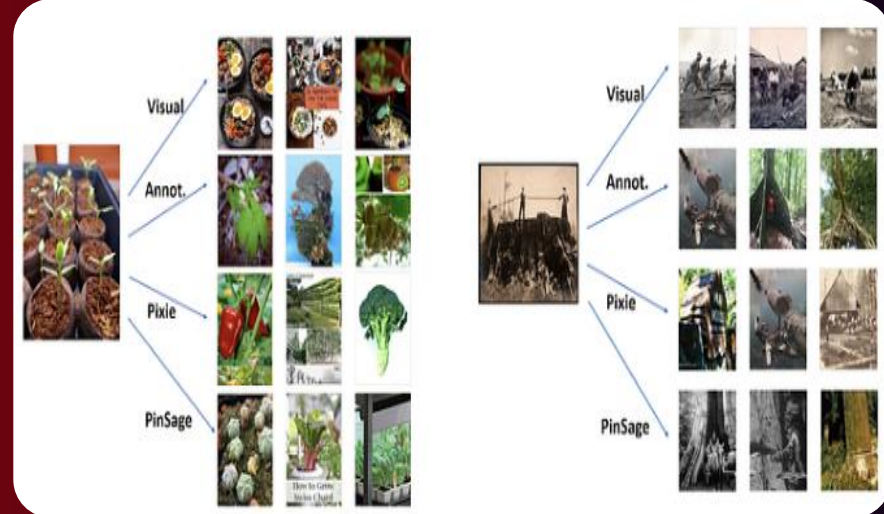 Visual
Annot.
Pixie
PinSage
How to Grow
Swiss Chard
Visual
Annot.
Pixie
PinSage